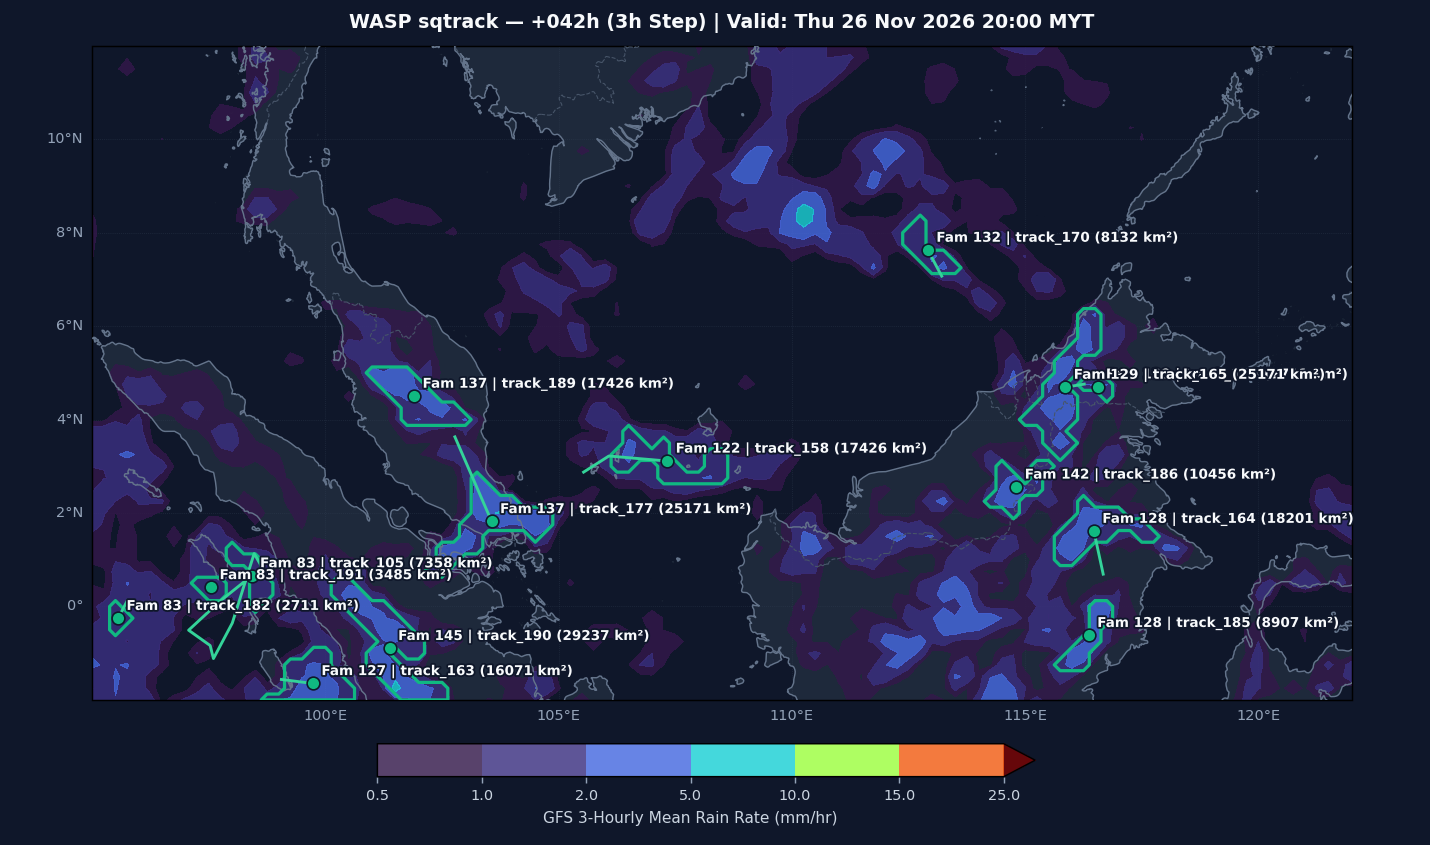 WASP sqtrack — +042h (3h Step) | Valid: Thu 26 Nov 2026 20:00 MYT
10°N
8°N
Fam 132 | track_170 (8132 km²)
6°N
Fam 137 | track_189 (17426 km²)
Fam 129 | track_165 (25171 km²)
4°N
Fam 122 | track_158 (17426 km²)
Fam 142 | track_186 (10456 km²)
2°N
Fam 137 | track_177 (25171 km²)
Fam 128 | track_164 (18201 km²)
Fam 83 | track_105 (7358 km²)
Fam 83 | track_191 (3485 km²)
0°
Fam 83 | track_182 (2711 km²)
Fam 128 | track_185 (8907 km²)
Fam 145 | track_190 (29237 km²)
Fam 127 | track_163 (16071 km²)
100°E 105°E 110°E 115°E 120°E
0.5 1.0 2.0 5.0 10.0 15.0 25.0
GFS 3-Hourly Mean Rain Rate (mm/hr)